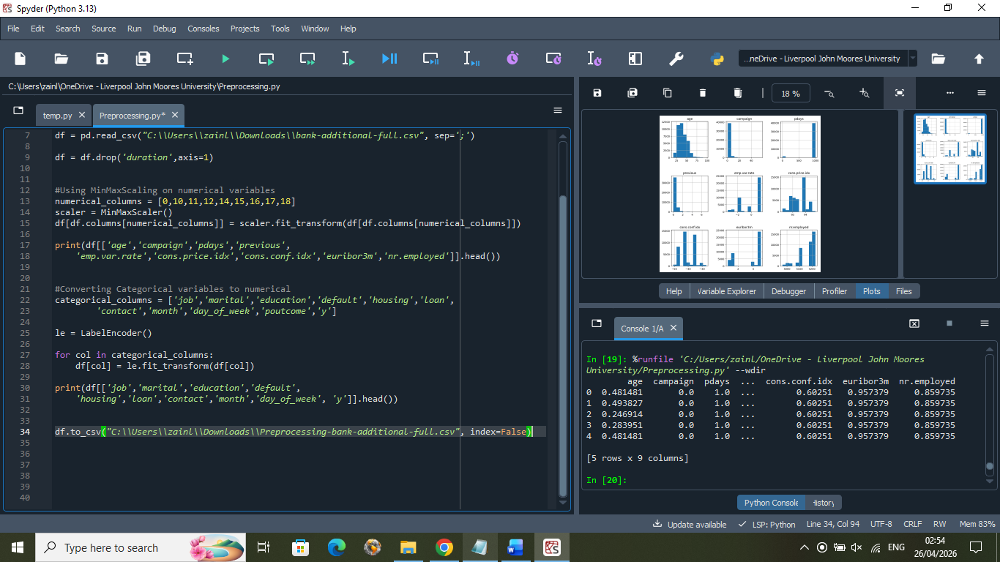 Spyder (Python 3.13)
File Edit Search Source Run Debug Consoles Projects Tools Window Help
...neDrive - Liverpool John Moores University
C:\Users\zainl\OneDrive - Liverpool John Moores University\Preprocessing.py
temp.py
Preprocessing.py*
7 df = pd.read_csv("C:\\Users\\zainl\\Downloads\\bank-additional-full.csv", sep=';')
8
9 df = df.drop('duration',axis=1)
10
11
12 #Using MinMaxScaling on numerical variables
13 numerical_columns = [0,10,11,12,14,15,16,17,18]
14 scaler = MinMaxScaler()
15 df[df.columns[numerical_columns]] = scaler.fit_transform(df[df.columns[numerical_columns]])
16
17 print(df[['age','campaign','pdays','previous',
18 'emp.var.rate','cons.price.idx','cons.conf.idx','euribor3m','nr.employed']].head())
19
20
21 #Converting Categorical variables to numerical
22 categorical_columns = ['job','marital','education','default','housing','loan',
23 'contact','month','day_of_week','poutcome','y']
24
25 le = LabelEncoder()
26
27 for col in categorical_columns:
28 df[col] = le.fit_transform(df[col])
29
30 print(df[['job','marital','education','default',
31 'housing','loan','contact','month','day_of_week', 'y']].head())
32
33
34 df.to_csv("C:\\Users\\zainl\\Downloads\\Preprocessing-bank-additional-full.csv", index=False)
35
36
37
38
39
40
18 %
age campaign pdays
previous emp.var.rate cons.price.idx
cons.conf.idx euribor3m nr.employed
Help Variable Explorer Debugger Profiler Plots Files
Console 1/A
In [19]: %runfile 'C:/Users/zainl/OneDrive - Liverpool John Moores
University/Preprocessing.py' --wdir
age campaign pdays ... cons.conf.idx euribor3m nr.employed
0 0.481481 0.0 1.0 ... 0.60251 0.957379 0.859735
1 0.493827 0.0 1.0 ... 0.60251 0.957379 0.859735
2 0.246914 0.0 1.0 ... 0.60251 0.957379 0.859735
3 0.283951 0.0 1.0 ... 0.60251 0.957379 0.859735
4 0.481481 0.0 1.0 ... 0.60251 0.957379 0.859735
[5 rows x 9 columns]
In [20]:
Python Console History
Update available LSP: Python Line 34, Col 94 UTF-8 CRLF RW Mem 83%
Type here to search
ENG
02:54
26/04/2026